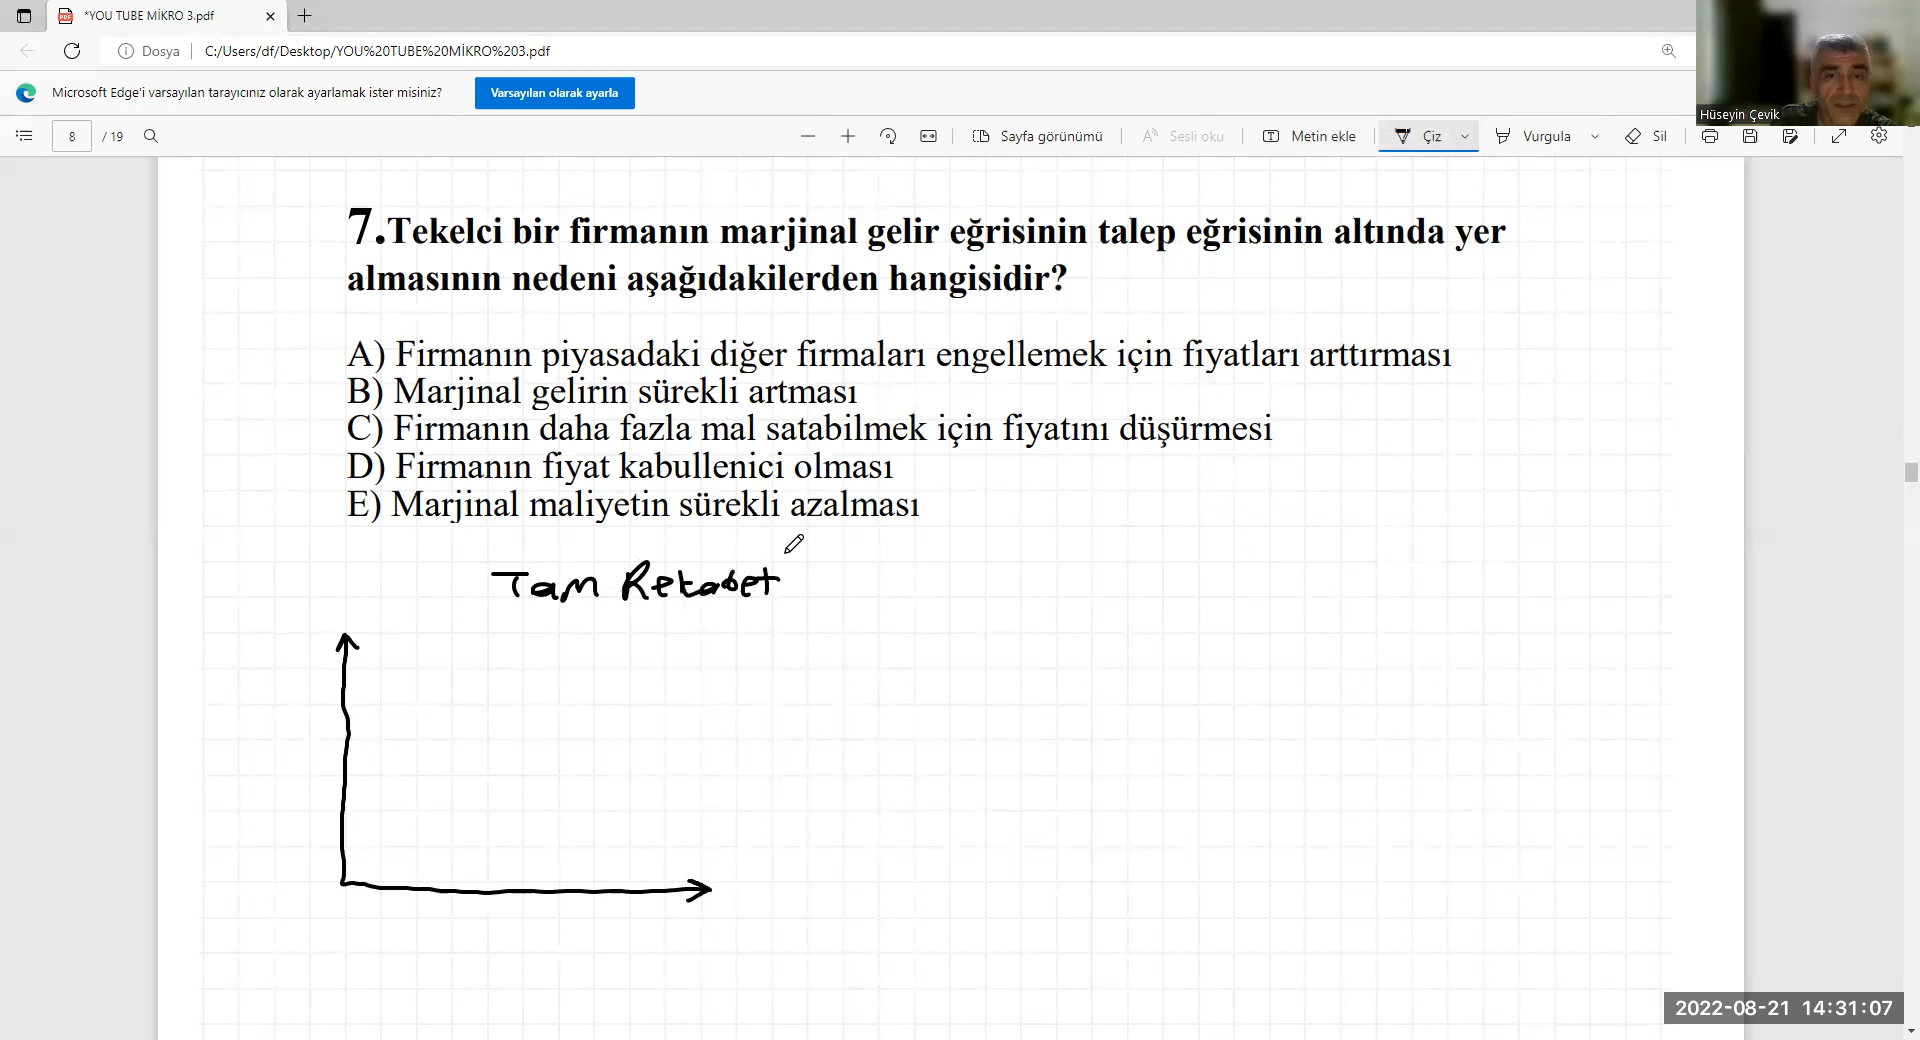 *YOU TUBE MİKRO 3.pdf
Dosya
C:/Users/df/Desktop/YOU%20TUBE%20MİKRO%203.pdf
Microsoft Edge'i varsayılan tarayıcınız olarak ayarlamak ister misiniz?
Varsayılan olarak ayarla
Hüseyin Çevik
8 / 19
Sayfa görünümü
Sesli oku
Metin ekle
Çiz
Vurgula
Sil
7.Tekelci bir firmanın marjinal gelir eğrisinin talep eğrisinin altında yer
almasının nedeni aşağıdakilerden hangisidir?
A) Firmanın piyasadaki diğer firmaları engellemek için fiyatları arttırması
B) Marjinal gelirin sürekli artması
C) Firmanın daha fazla mal satabilmek için fiyatını düşürmesi
D) Firmanın fiyat kabullenici olması
E) Marjinal maliyetin sürekli azalması
Tam Rekabet
2022-08-21 14:31:07